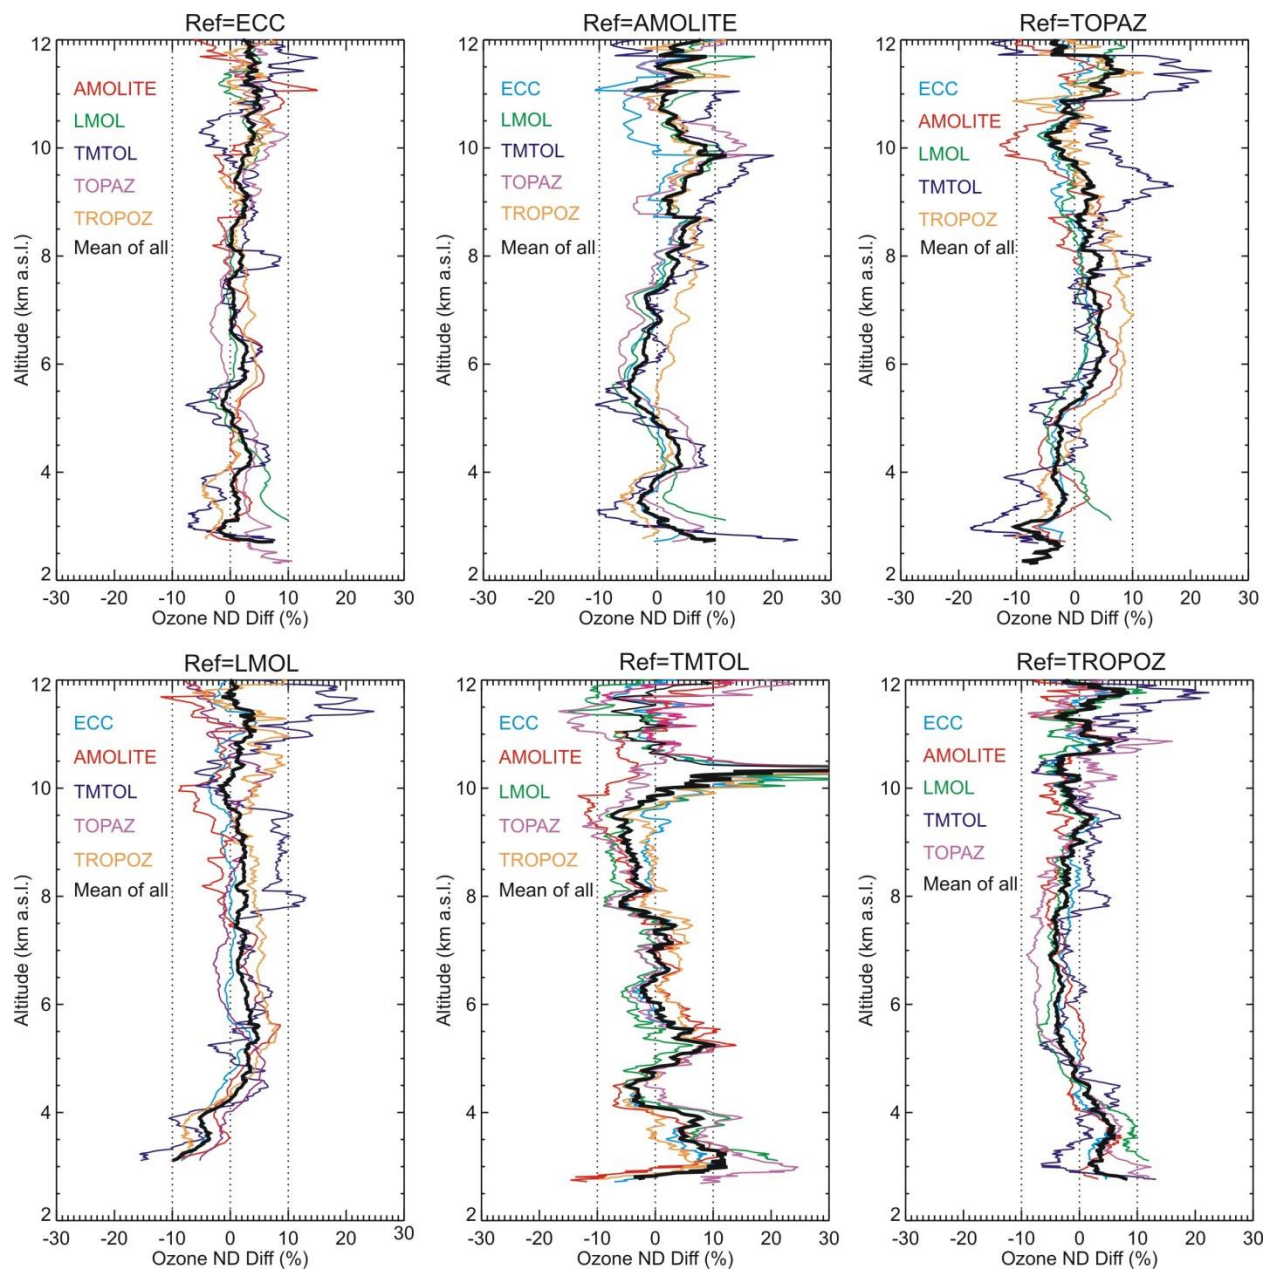 Ref=ECC
12
10
8
6
4
2
Altitude (km a.s.l.)
AMOLITE
LMOL
TMTOL
TOPAZ
TROPOZ
Mean of all
-30 -20 -10 0 10 20 30
Ozone ND Diff (%)
Ref=AMOLITE
12
10
8
6
4
2
Altitude (km a.s.l.)
ECC
LMOL
TMTOL
TOPAZ
TROPOZ
Mean of all
-30 -20 -10 0 10 20 30
Ozone ND Diff (%)
Ref=TOPAZ
12
10
8
6
4
2
Altitude (km a.s.l.)
ECC
AMOLITE
LMOL
TMTOL
TROPOZ
Mean of all
-30 -20 -10 0 10 20 30
Ozone ND Diff (%)
Ref=LMOL
12
10
8
6
4
2
Altitude (km a.s.l.)
ECC
AMOLITE
TMTOL
TOPAZ
TROPOZ
Mean of all
-30 -20 -10 0 10 20 30
Ozone ND Diff (%)
Ref=TMTOL
12
10
8
6
4
2
Altitude (km a.s.l.)
ECC
AMOLITE
LMOL
TOPAZ
TROPOZ
Mean of all
-30 -20 -10 0 10 20 30
Ozone ND Diff (%)
Ref=TROPOZ
12
10
8
6
4
2
Altitude (km a.s.l.)
ECC
AMOLITE
LMOL
TMTOL
TOPAZ
Mean of all
-30 -20 -10 0 10 20 30
Ozone ND Diff (%)